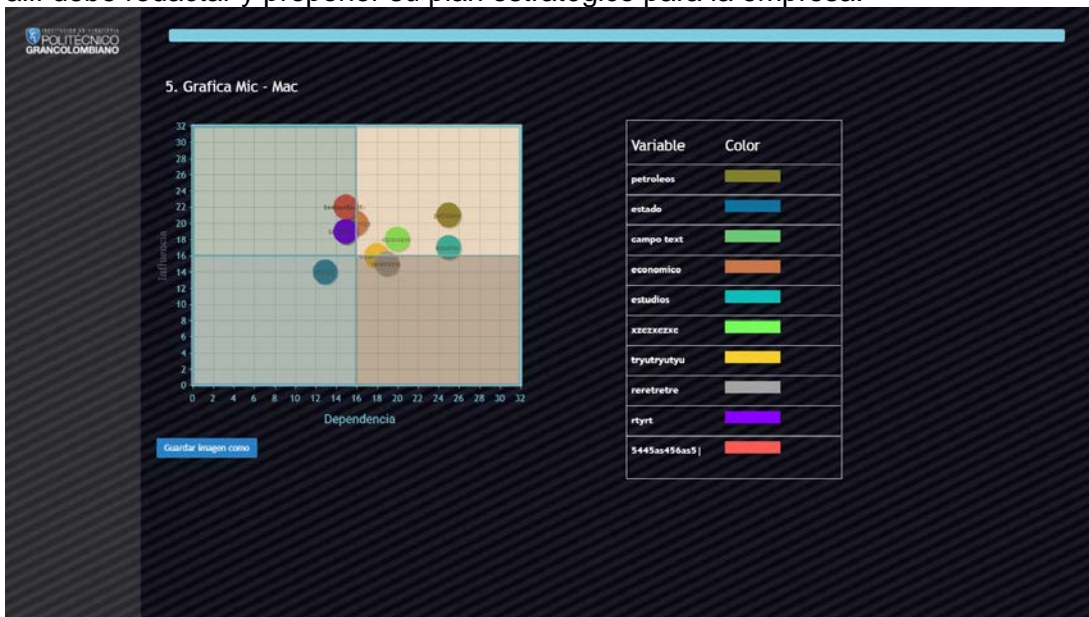 allí debe redactar y proponer su plan estratégico para la empresa.
POLITÉCNICO
GRANCOLOMBIANO
5. Grafica Mic - Mac
32
30
28
26
24
22
20
18
16
14
12
10
8
6
4
2
0
Influencia
0 2 4 6 8 10 12 14 16 18 20 22 24 26 28 30 32
Dependencia
Guardar imagen como
Variable Color
petroleos
estado
campo text
economico
estudios
xzezxezxe
tryutryutyu
reretretre
rtyrt
5445as456as5|